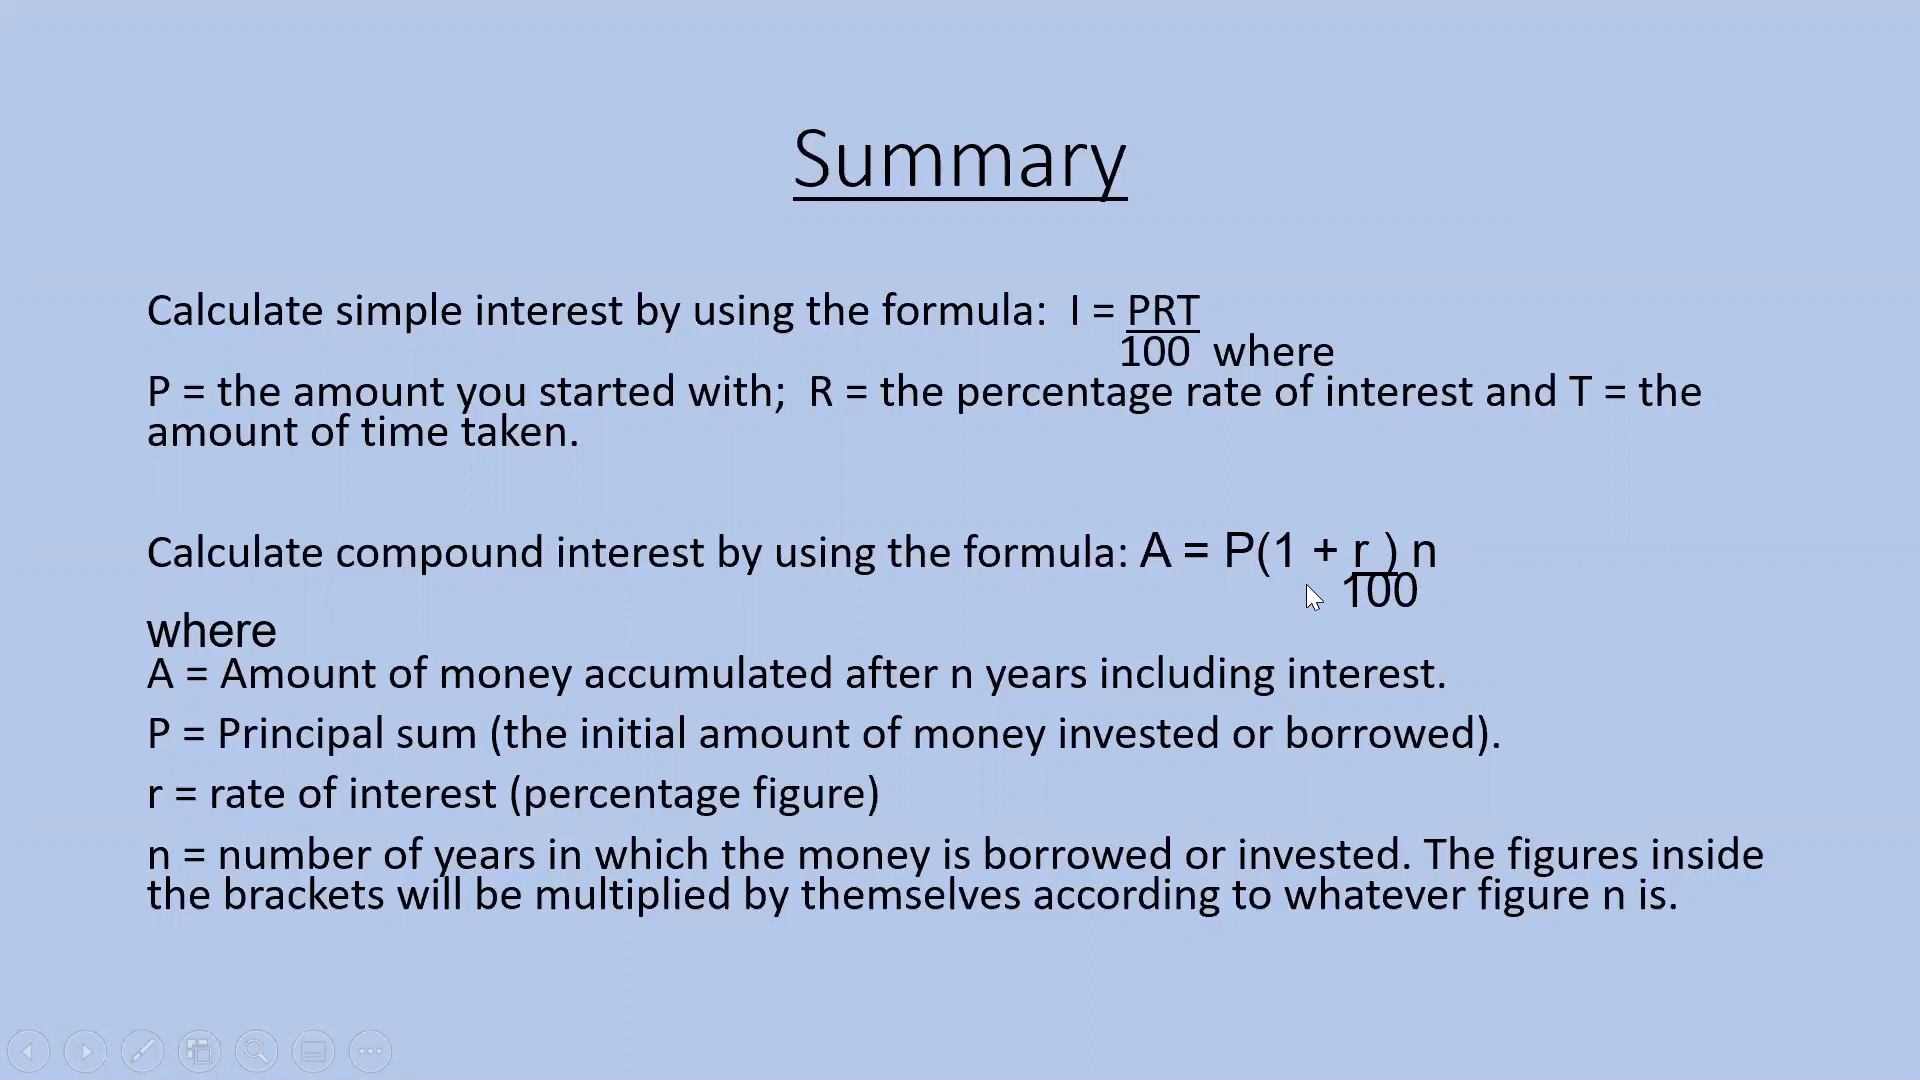 Summary
Calculate simple interest by using the formula: I = PRT
100 where
P = the amount you started with; R = the percentage rate of interest and T = the
amount of time taken.
Calculate compound interest by using the formula: A = P(1 + r ) n
100
where
A = Amount of money accumulated after n years including interest.
P = Principal sum (the initial amount of money invested or borrowed).
r = rate of interest (percentage figure)
n = number of years in which the money is borrowed or invested. The figures inside
the brackets will be multiplied by themselves according to whatever figure n is.